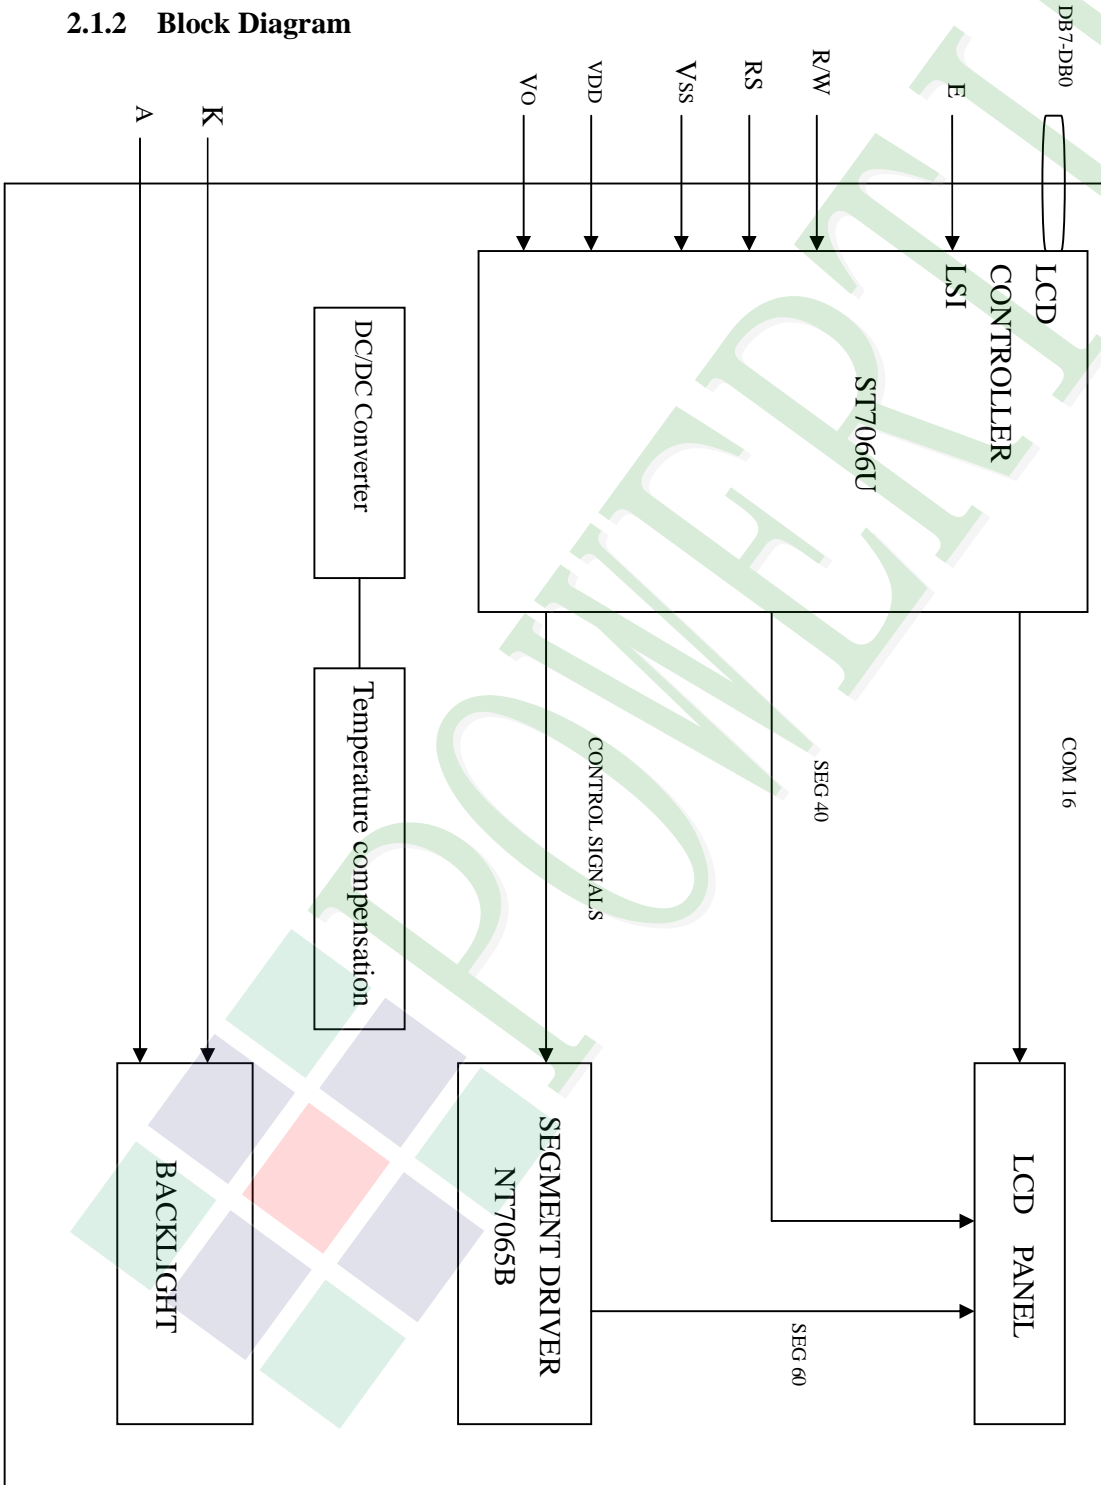 2.1.2 Block Diagram
DB7-DB0
E
R/W
RS
VSS
VDD
VO
K
A
LCD
CONTROLLER
LSI
ST7066U
DC/DC Converter
Temperature compensation
COM 16
SEG 40
CONTROL SIGNALS
LCD PANEL
SEG 60
SEGMENT DRIVER
NT7065B
BACKLIGHT
POWERTI